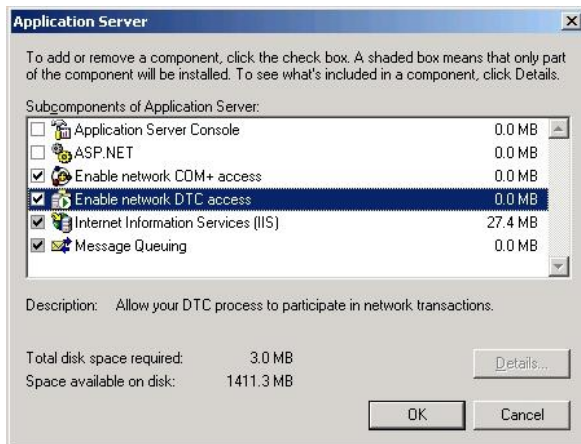 Application Server
To add or remove a component, click the check box. A shaded box means that only part
of the component will be installed. To see what's included in a component, click Details.
Subcomponents of Application Server:
Application Server Console 0.0 MB
ASP.NET 0.0 MB
Enable network COM+ access 0.0 MB
Enable network DTC access 0.0 MB
Internet Information Services (IIS) 27.4 MB
Message Queuing 0.0 MB
Description: Allow your DTC process to participate in network transactions.
Total disk space required: 3.0 MB
Space available on disk: 1411.3 MB
Details...
OK Cancel